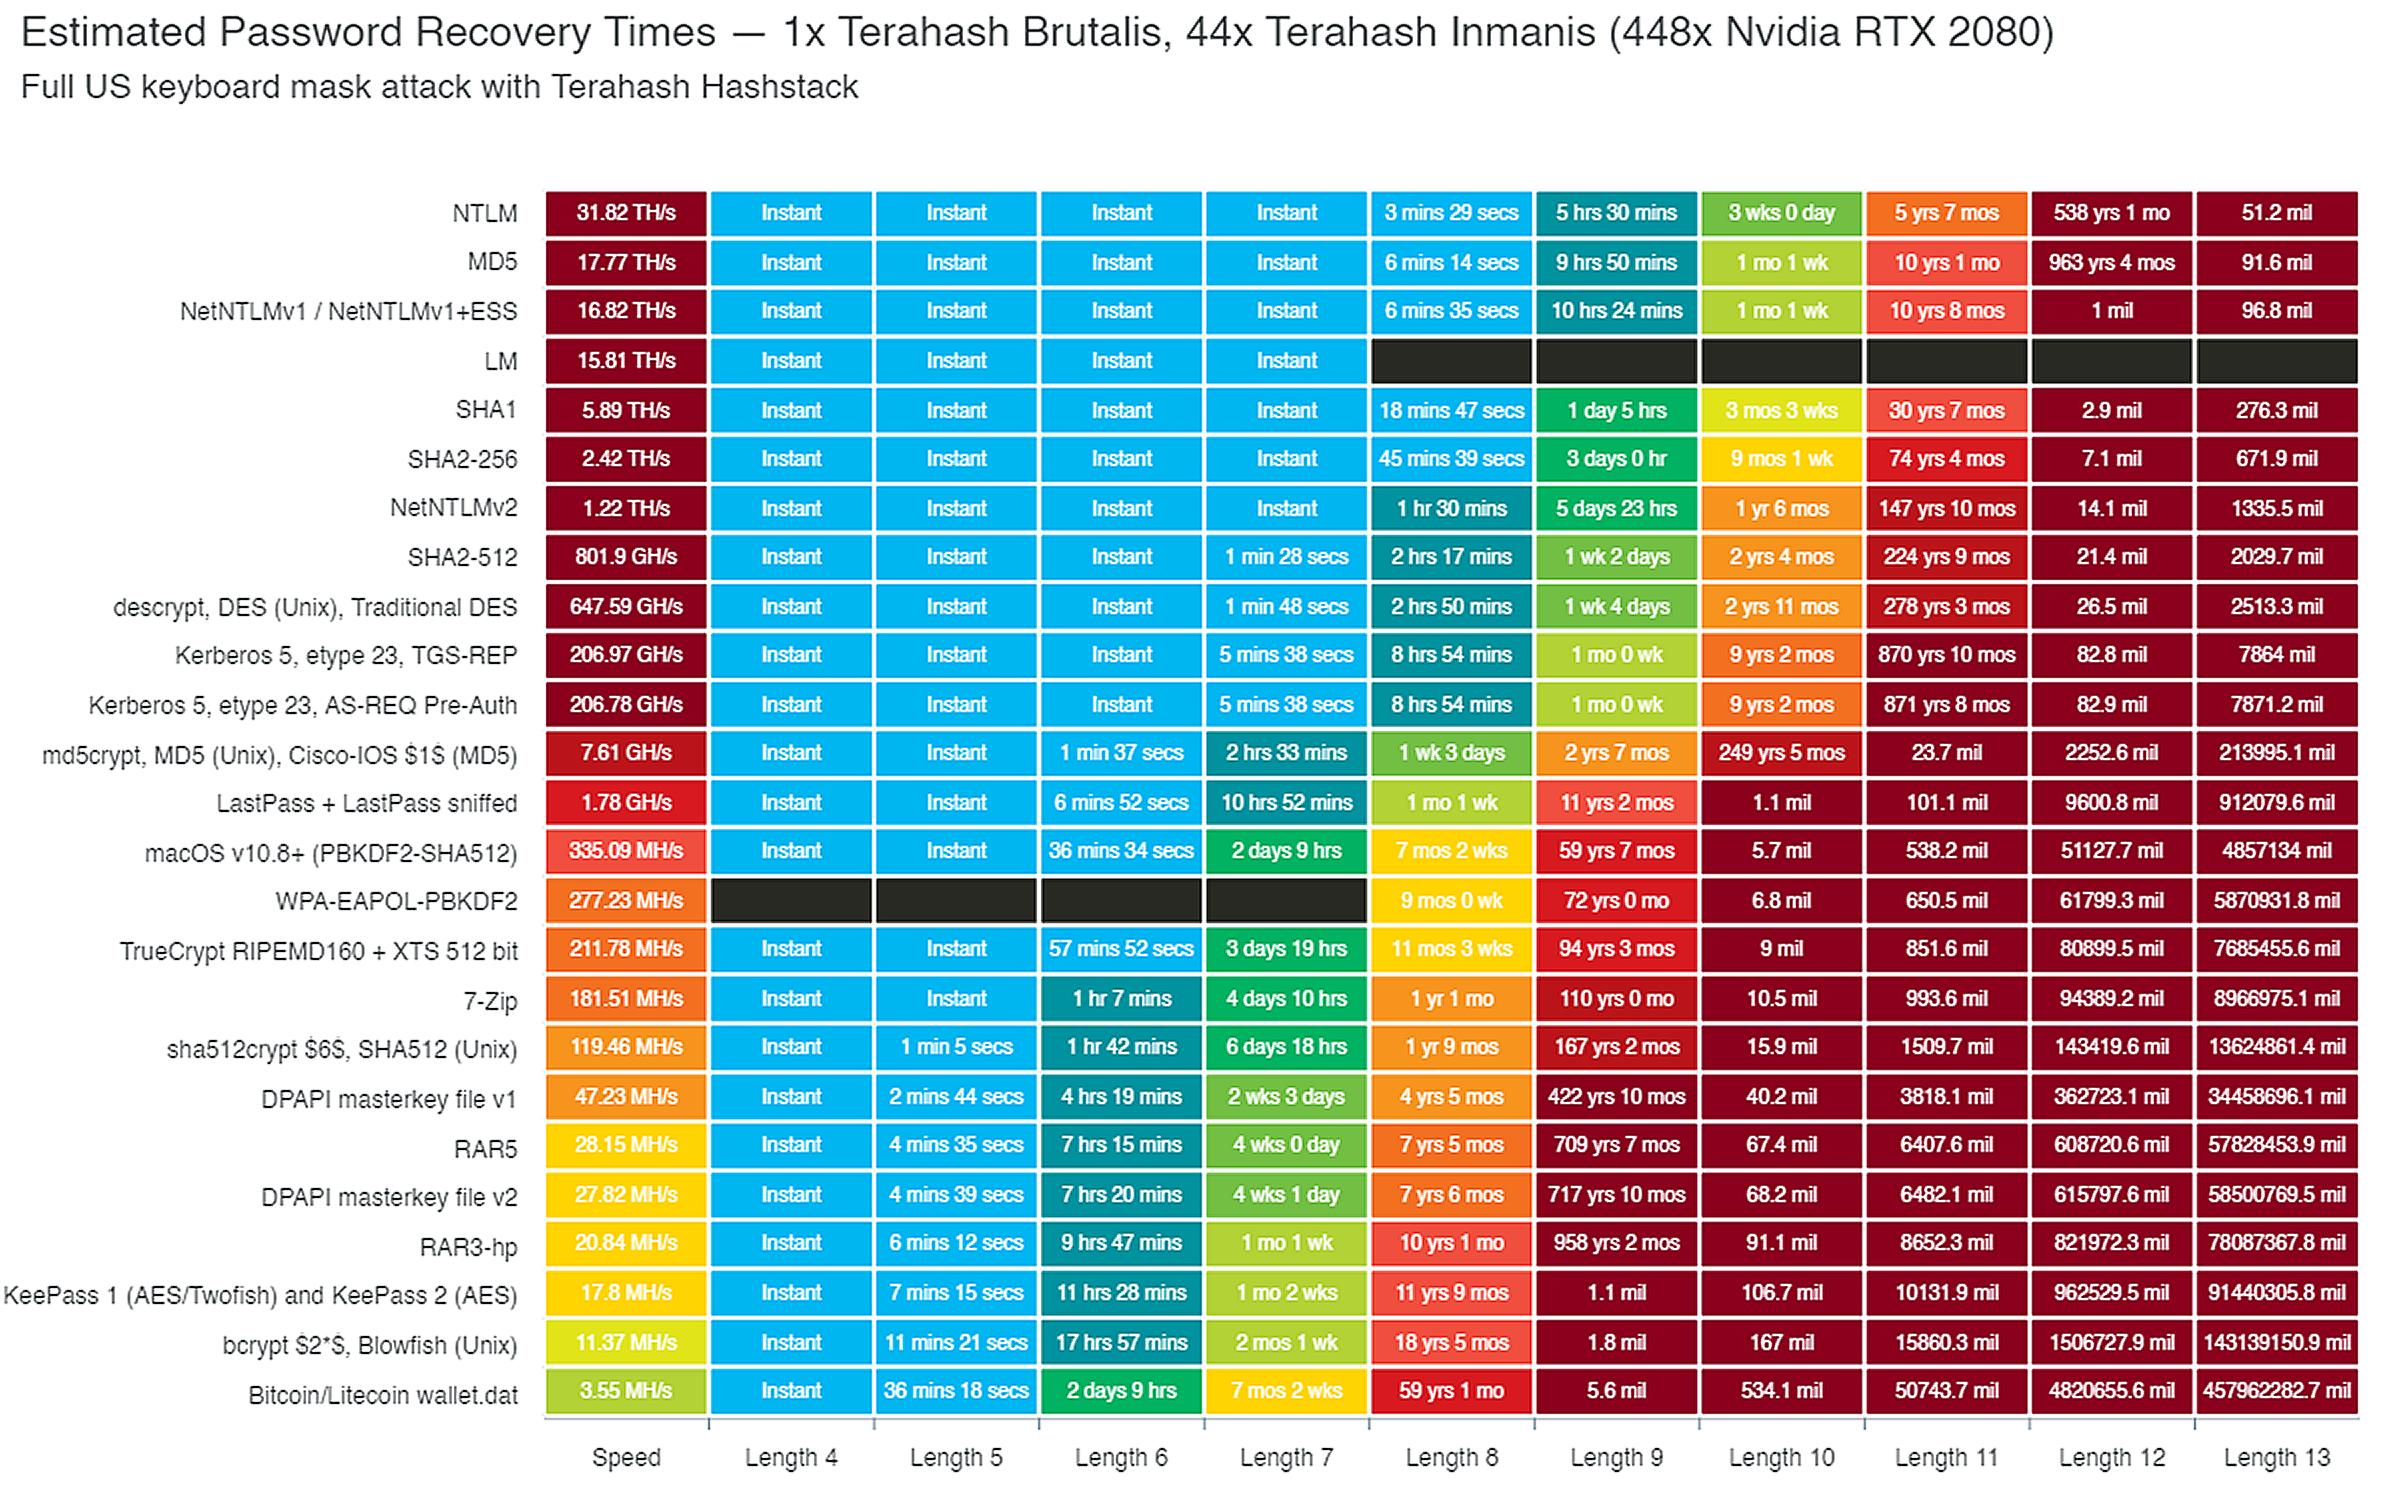 Estimated Password Recovery Times — 1x Terahash Brutalis, 44x Terahash Inmanis (448x Nvidia RTX 2080)
Full US keyboard mask attack with Terahash Hashstack
NTLM 31.82 TH/s Instant Instant Instant Instant 3 mins 29 secs 5 hrs 30 mins 3 wks 0 day 5 yrs 7 mos 538 yrs 1 mo 51.2 mil
MD5 17.77 TH/s Instant Instant Instant Instant 6 mins 14 secs 9 hrs 50 mins 1 mo 1 wk 10 yrs 1 mo 963 yrs 4 mos 91.6 mil
NetNTLMv1 / NetNTLMv1+ESS 16.82 TH/s Instant Instant Instant Instant 6 mins 35 secs 10 hrs 24 mins 1 mo 1 wk 10 yrs 8 mos 1 mil 96.8 mil
LM 15.81 TH/s Instant Instant Instant Instant
SHA1 5.89 TH/s Instant Instant Instant Instant 18 mins 47 secs 1 day 5 hrs 3 mos 3 wks 30 yrs 7 mos 2.9 mil 276.3 mil
SHA2-256 2.42 TH/s Instant Instant Instant Instant 45 mins 39 secs 3 days 0 hr 9 mos 1 wk 74 yrs 4 mos 7.1 mil 671.9 mil
NetNTLMv2 1.22 TH/s Instant Instant Instant Instant 1 hr 30 mins 5 days 23 hrs 1 yr 6 mos 147 yrs 10 mos 14.1 mil 1335.5 mil
SHA2-512 801.9 GH/s Instant Instant Instant 1 min 28 secs 2 hrs 17 mins 1 wk 2 days 2 yrs 4 mos 224 yrs 9 mos 21.4 mil 2029.7 mil
descrypt, DES (Unix), Traditional DES 647.59 GH/s Instant Instant Instant 1 min 48 secs 2 hrs 50 mins 1 wk 4 days 2 yrs 11 mos 278 yrs 3 mos 26.5 mil 2513.3 mil
Kerberos 5, etype 23, TGS-REP 206.97 GH/s Instant Instant Instant 5 mins 38 secs 8 hrs 54 mins 1 mo 0 wk 9 yrs 2 mos 870 yrs 10 mos 82.8 mil 7864 mil
Kerberos 5, etype 23, AS-REQ Pre-Auth 206.78 GH/s Instant Instant Instant 5 mins 38 secs 8 hrs 54 mins 1 mo 0 wk 9 yrs 2 mos 871 yrs 8 mos 82.9 mil 7871.2 mil
md5crypt, MD5 (Unix), Cisco-IOS $1$ (MD5) 7.61 GH/s Instant Instant 1 min 37 secs 2 hrs 33 mins 1 wk 3 days 2 yrs 7 mos 249 yrs 5 mos 23.7 mil 2252.6 mil 213995.1 mil
LastPass + LastPass sniffed 1.78 GH/s Instant Instant 6 mins 52 secs 10 hrs 52 mins 1 mo 1 wk 11 yrs 2 mos 1.1 mil 101.1 mil 9600.8 mil 912079.6 mil
macOS v10.8+ (PBKDF2-SHA512) 335.09 MH/s Instant Instant 36 mins 34 secs 2 days 9 hrs 7 mos 2 wks 59 yrs 7 mos 5.7 mil 538.2 mil 51127.7 mil 4857134 mil
WPA-EAPOL-PBKDF2 277.23 MH/s 9 mos 0 wk 72 yrs 0 mo 6.8 mil 650.5 mil 61799.3 mil 5870931.8 mil
TrueCrypt RIPEMD160 + XTS 512 bit 211.78 MH/s Instant Instant 57 mins 52 secs 3 days 19 hrs 11 mos 3 wks 94 yrs 3 mos 9 mil 851.6 mil 80899.5 mil 7685455.6 mil
7-Zip 181.51 MH/s Instant Instant 1 hr 7 mins 4 days 10 hrs 1 yr 1 mo 110 yrs 0 mo 10.5 mil 993.6 mil 94389.2 mil 8966975.1 mil
sha512crypt $6$, SHA512 (Unix) 119.46 MH/s Instant 1 min 5 secs 1 hr 42 mins 6 days 18 hrs 1 yr 9 mos 167 yrs 2 mos 15.9 mil 1509.7 mil 143419.6 mil 13624861.4 mil
DPAPI masterkey file v1 47.23 MH/s Instant 2 mins 44 secs 4 hrs 19 mins 2 wks 3 days 4 yrs 5 mos 422 yrs 10 mos 40.2 mil 3818.1 mil 362723.1 mil 34458696.1 mil
RAR5 28.15 MH/s Instant 4 mins 35 secs 7 hrs 15 mins 4 wks 0 day 7 yrs 5 mos 709 yrs 7 mos 67.4 mil 6407.6 mil 608720.6 mil 57828453.9 mil
DPAPI masterkey file v2 27.82 MH/s Instant 4 mins 39 secs 7 hrs 20 mins 4 wks 1 day 7 yrs 6 mos 717 yrs 10 mos 68.2 mil 6482.1 mil 615797.6 mil 58500769.5 mil
RAR3-hp 20.84 MH/s Instant 6 mins 12 secs 9 hrs 47 mins 1 mo 1 wk 10 yrs 1 mo 958 yrs 2 mos 91.1 mil 8652.3 mil 821972.3 mil 78087367.8 mil
KeePass 1 (AES/Twofish) and KeePass 2 (AES) 17.8 MH/s Instant 7 mins 15 secs 11 hrs 28 mins 1 mo 2 wks 11 yrs 9 mos 1.1 mil 106.7 mil 10131.9 mil 962529.5 mil 91440305.8 mil
bcrypt $2*$, Blowfish (Unix) 11.37 MH/s Instant 11 mins 21 secs 17 hrs 57 mins 2 mos 1 wk 18 yrs 5 mos 1.8 mil 167 mil 15860.3 mil 1506727.9 mil 143139150.9 mil
Bitcoin/Litecoin wallet.dat 3.55 MH/s Instant 36 mins 18 secs 2 days 9 hrs 7 mos 2 wks 59 yrs 1 mo 5.6 mil 534.1 mil 50743.7 mil 4820655.6 mil 457962282.7 mil
Speed Length 4 Length 5 Length 6 Length 7 Length 8 Length 9 Length 10 Length 11 Length 12 Length 13